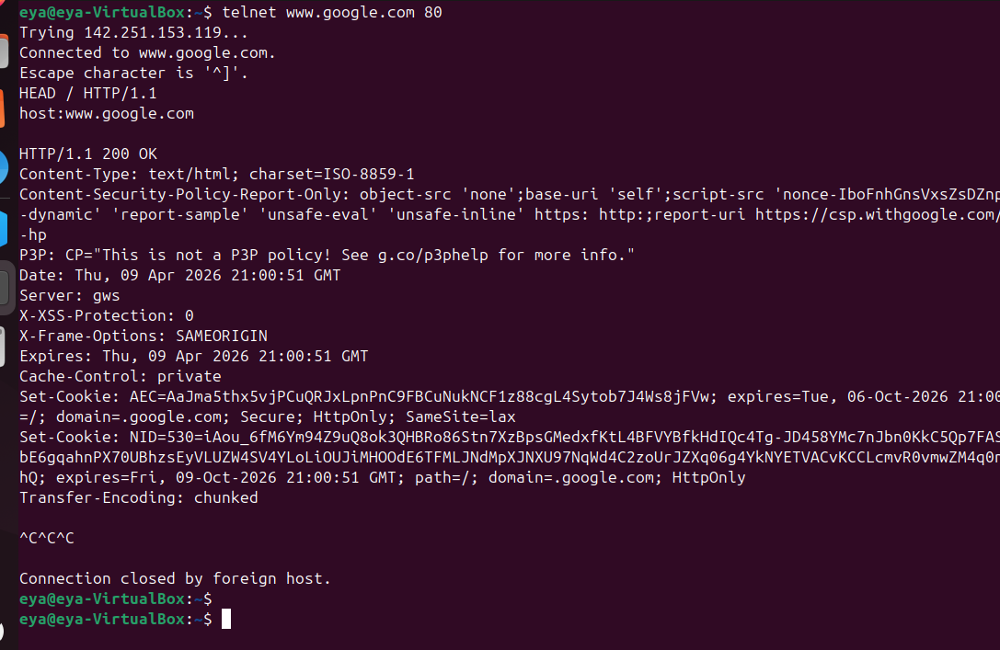 eya@eya-VirtualBox:~$ telnet www.google.com 80
Trying 142.251.153.119...
Connected to www.google.com.
Escape character is '^]'.
HEAD / HTTP/1.1
host:www.google.com

HTTP/1.1 200 OK
Content-Type: text/html; charset=ISO-8859-1
Content-Security-Policy-Report-Only: object-src 'none';base-uri 'self';script-src 'nonce-IboFnhGnsVxsZsDZnp
-dynamic' 'report-sample' 'unsafe-eval' 'unsafe-inline' https: http:;report-uri https://csp.withgoogle.com/
-hp
P3P: CP="This is not a P3P policy! See g.co/p3phelp for more info."
Date: Thu, 09 Apr 2026 21:00:51 GMT
Server: gws
X-XSS-Protection: 0
X-Frame-Options: SAMEORIGIN
Expires: Thu, 09 Apr 2026 21:00:51 GMT
Cache-Control: private
Set-Cookie: AEC=AaJma5thx5vjPCuQRJxLpnPnC9FBCuNukNCF1z88cgL4Sytob7J4Ws8jFVw; expires=Tue, 06-Oct-2026 21:00
=/; domain=.google.com; Secure; HttpOnly; SameSite=lax
Set-Cookie: NID=530=iAou_6fM6Ym94Z9uQ8ok3QHBRo86Stn7XzBpsGMedxfKtL4BFVYBfkHdIQc4Tg-JD458YMc7nJbn0KkC5Qp7FAS
bE6gqahnPX70UBhzsEyVLUZW4SV4YLoLiOUJiMHOOdE6TFMLJNdMpXJNXU97NqWd4C2zoUrJZXq06g4YkNYETVACvKCCLcmvR0vmwZM4q0r
hQ; expires=Fri, 09-Oct-2026 21:00:51 GMT; path=/; domain=.google.com; HttpOnly
Transfer-Encoding: chunked

^C^C^C

Connection closed by foreign host.
eya@eya-VirtualBox:~$
eya@eya-VirtualBox:~$